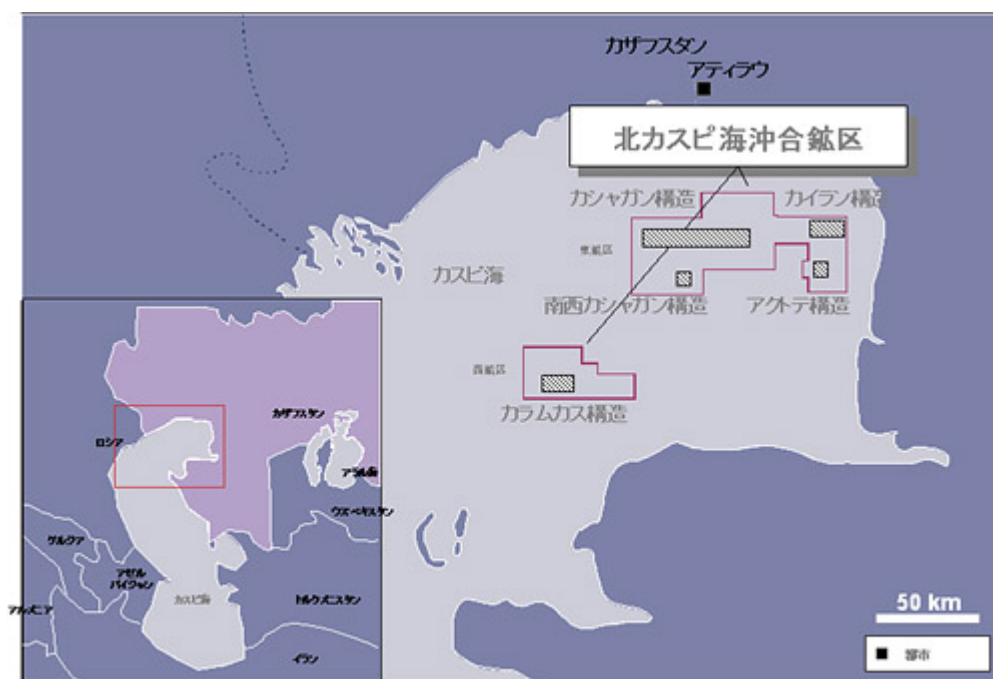 カザフスタン
アティラウ
北カスピ海沖合鉱区
カシャガン構造
カイラン構造
東鉱区
カスピ海
南西カシャガン構造
アクトテ構造
西鉱区
カラムカス構造
カザフスタン
ロシア
アラル海
ウズベキスタン
グルジア
アゼル
バイジャン
カスピ海
アルメニア
トルクメニスタン
イラン
50 km
都市